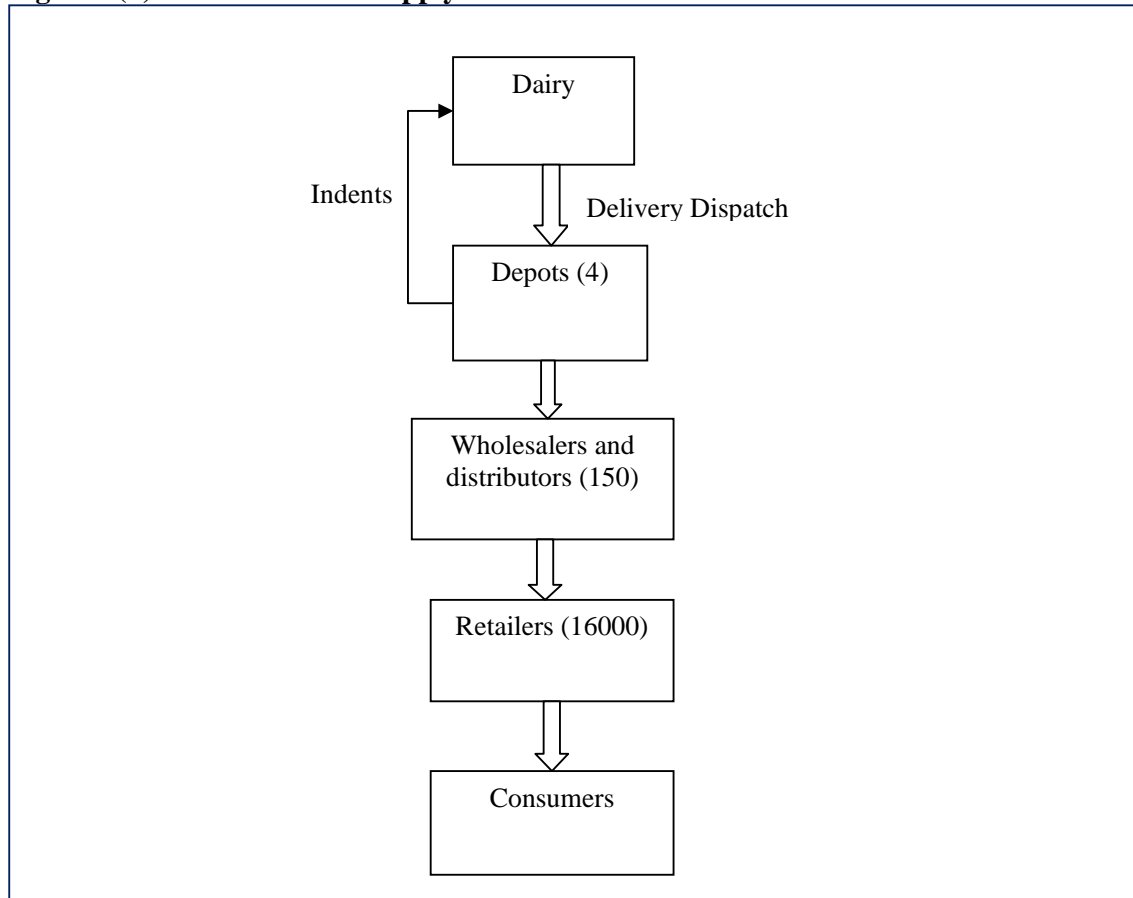 Dairy
Indents
Delivery Dispatch
Depots (4)
Wholesalers and
distributors (150)
Retailers (16000)
Consumers